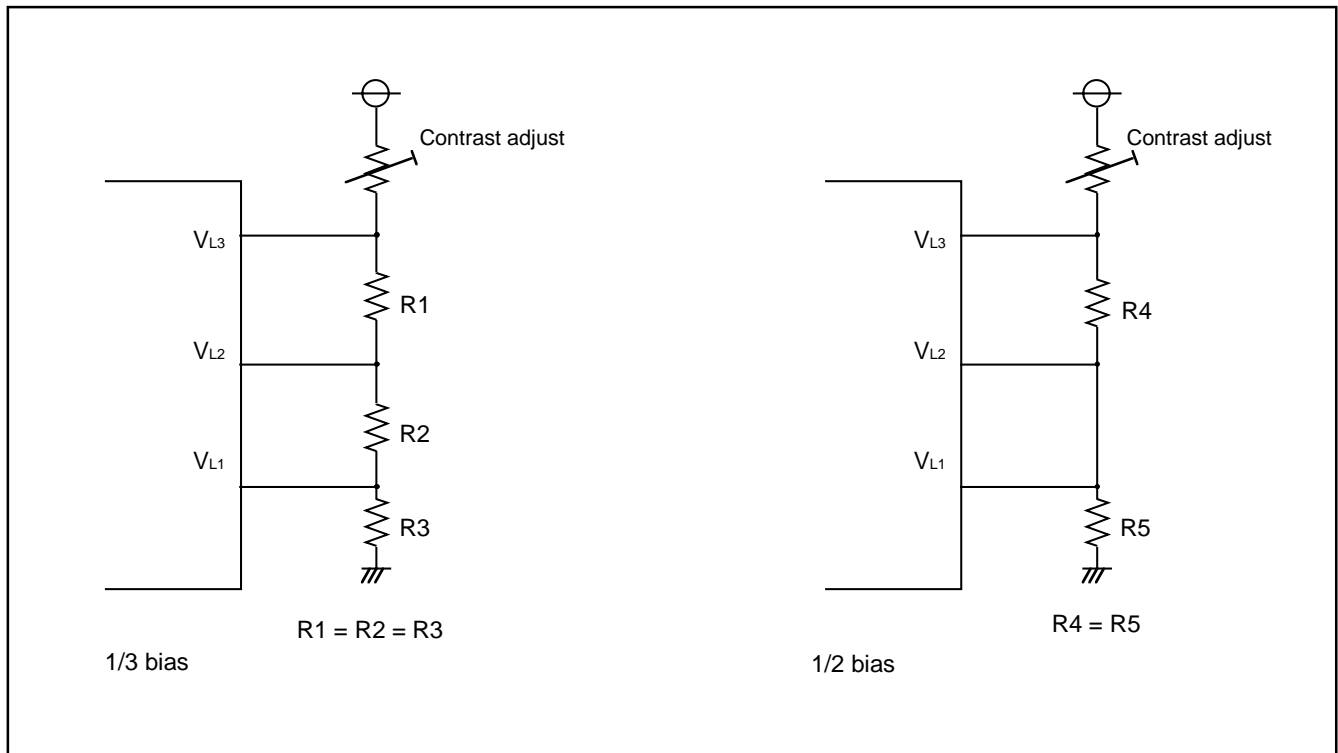 Contrast adjust
VL3
R1
VL2
R2
VL1
R3
R1 = R2 = R3
1/3 bias
Contrast adjust
VL3
R4
VL2
VL1
R5
R4 = R5
1/2 bias